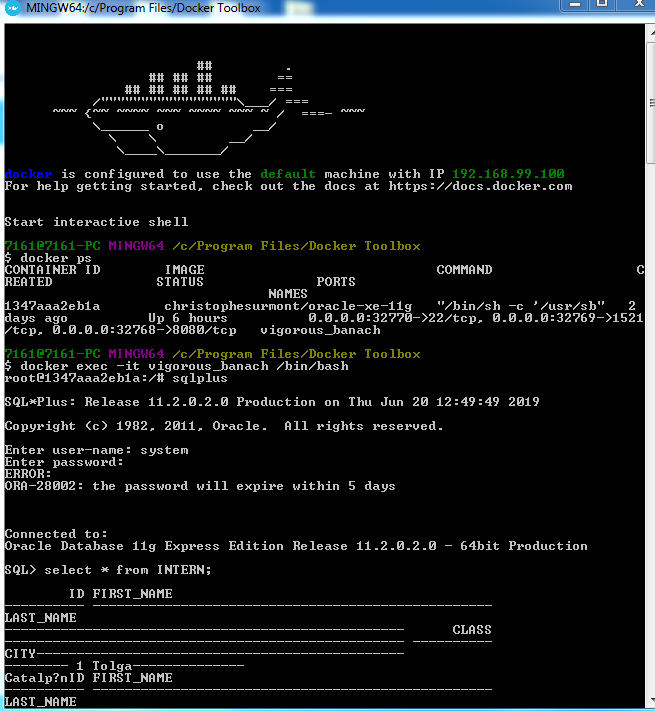 MINGW64:/c/Program Files/Docker Toolbox
## .
## ## ## ==
## ## ## ## ## ===
/"""""""""""""""""\___/ ===
~~~ {~~ ~~~~ ~~~ ~~~~ ~~~ ~ / ===- ~~~
\______ o __/
\ \ __/
\____\_______/
docker is configured to use the default machine with IP 192.168.99.100
For help getting started, check out the docs at https://docs.docker.com
Start interactive shell
7161@7161-PC MINGW64 /c/Program Files/Docker Toolbox
$ docker ps
CONTAINER ID IMAGE COMMAND C
REATED STATUS PORTS
NAMES
1347aaa2eb1a christophesurmont/oracle-xe-11g "/bin/sh -c '/usr/sb" 2
days ago Up 6 hours 0.0.0.0:32770->22/tcp, 0.0.0.0:32769->1521
/tcp, 0.0.0.0:32768->8080/tcp vigorous_banach
7161@7161-PC MINGW64 /c/Program Files/Docker Toolbox
$ docker exec -it vigorous_banach /bin/bash
root@1347aaa2eb1a:/# sqlplus
SQL*Plus: Release 11.2.0.2.0 Production on Thu Jun 20 12:49:49 2019
Copyright (c) 1982, 2011, Oracle. All rights reserved.
Enter user-name: system
Enter password:
ERROR:
ORA-28002: the password will expire within 5 days
Connected to:
Oracle Database 11g Express Edition Release 11.2.0.2.0 - 64bit Production
SQL> select * from INTERN;
ID FIRST_NAME
---------- --------------------------------------------------
LAST_NAME
-------------------------------------------------- CLASS
-------------------------------------------------- ----------
CITY----------------------------------------------
-------- 1 Tolga--------------
Catalp?nID FIRST_NAME
---------- --------------------------------------------------
LAST_NAME